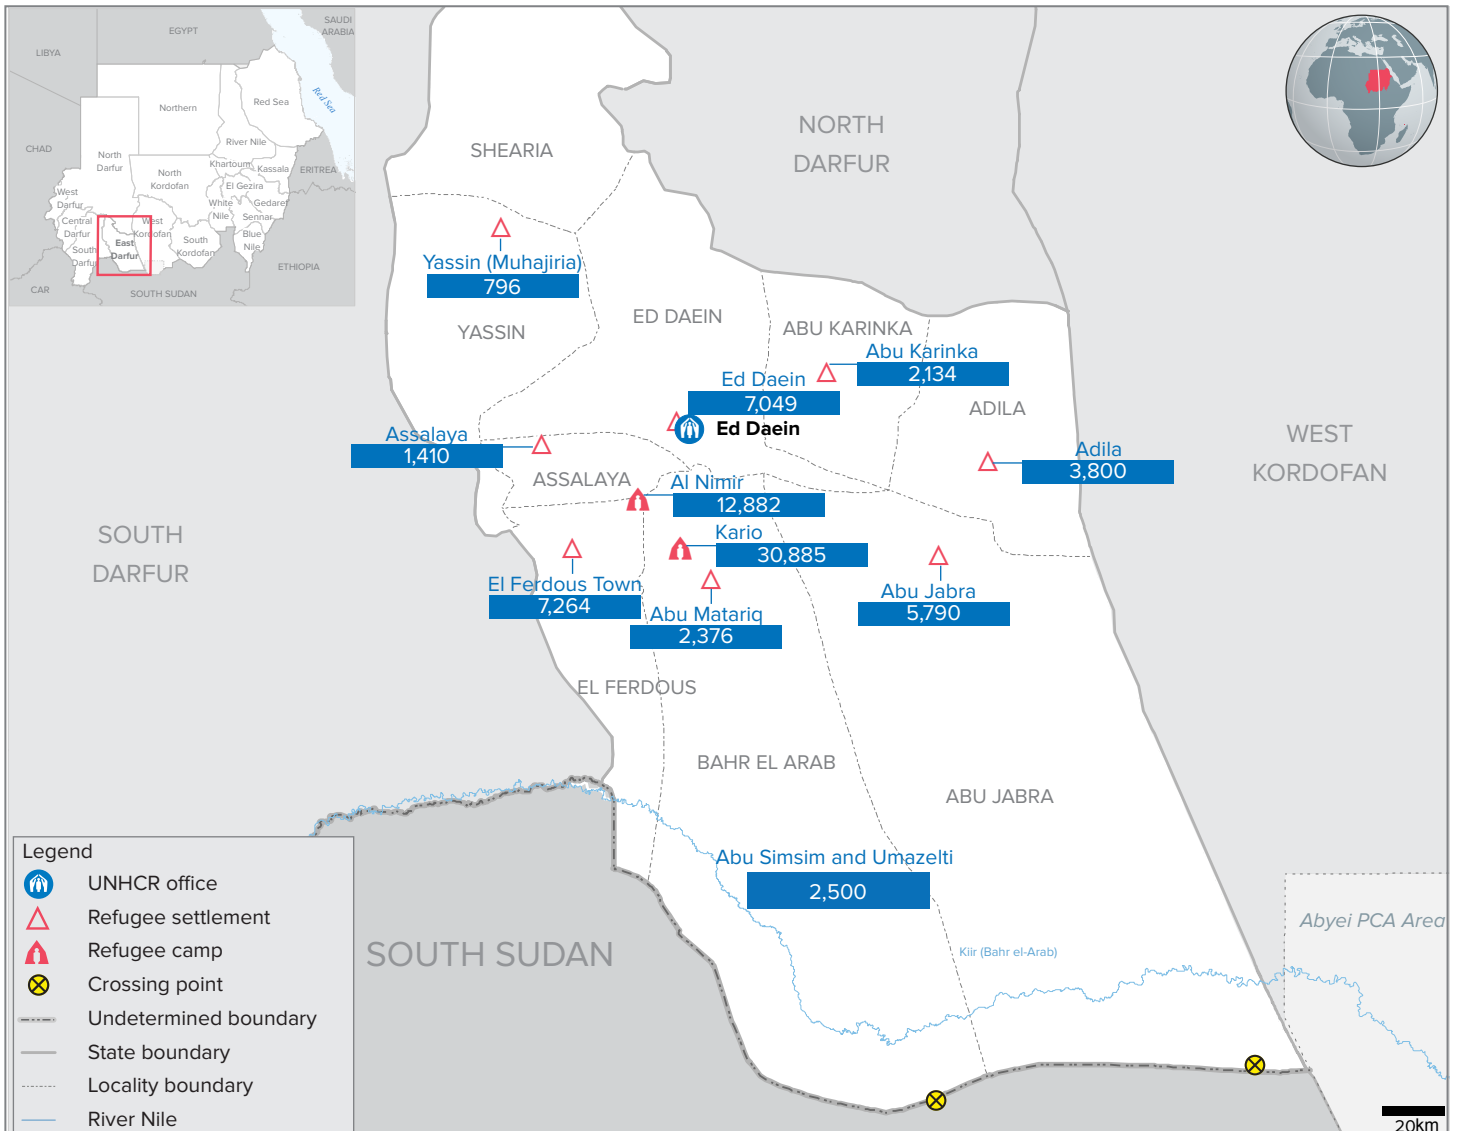 SAUDI
ARABIA
EGYPT
LIBYA
Red Sea
Northern
Red Sea
River Nile
CHAD
North
Darfur
Khartoum
Kassala
ERITREA
North
Kordofan
El Gezira
West
Darfur
White
Nile
Gedaref
Sennar
Central
Darfur
West
Kordofan
East
Darfur
South
Kordofan
Blue
Nile
South
Darfur
ETHIOPIA
CAR
SOUTH SUDAN
NORTH
DARFUR
SHEARIA
Yassin (Muhajiria)
796
YASSIN
ED DAEIN
ABU KARINKA
Abu Karinka
2,134
Ed Daein
7,049
Ed Daein
ADILA
Assalaya
1,410
WEST
KORDOFAN
Adila
3,800
ASSALAYA
Al Nimir
12,882
SOUTH
DARFUR
Kario
30,885
El Ferdous Town
7,264
Abu Matariq
2,376
Abu Jabra
5,790
EL FERDOUS
BAHR EL ARAB
ABU JABRA
Abu Simsim and Umazelti
2,500
SOUTH SUDAN
Kiir (Bahr el-Arab)
Abyei PCA Area
Legend
UNHCR office
Refugee settlement
Refugee camp
Crossing point
Undetermined boundary
State boundary
Locality boundary
River Nile
20km